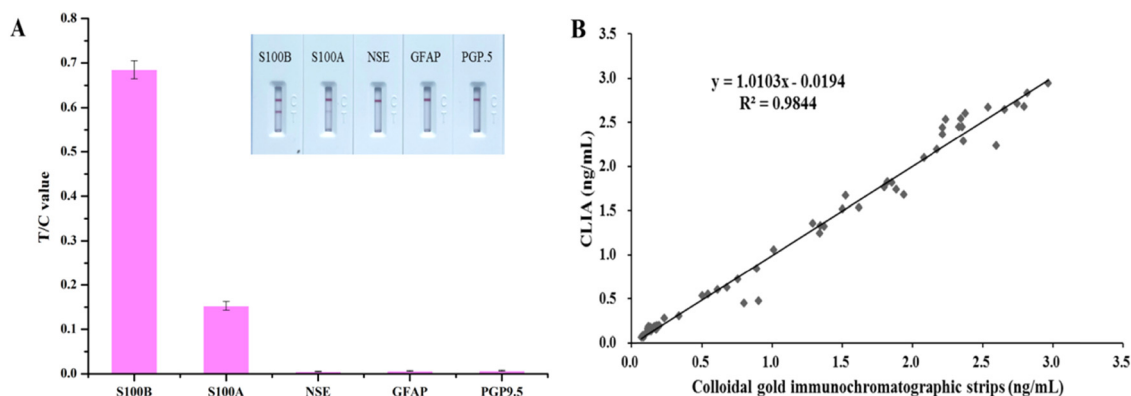 A
0.8
0.7
0.6
0.5
0.4
0.3
0.2
0.1
0.0
T/C value
S100B S100A NSE GFAP PGP.5
C C C C C
T T T T T
S100B S100A NSE GFAP PGP9.5
B
3.5
3.0
2.5
2.0
1.5
1.0
0.5
0.0
CLIA (ng/mL)
y = 1.0103x - 0.0194
R² = 0.9844
0.0 0.5 1.0 1.5 2.0 2.5 3.0 3.5
Colloidal gold immunochromatographic strips (ng/mL)